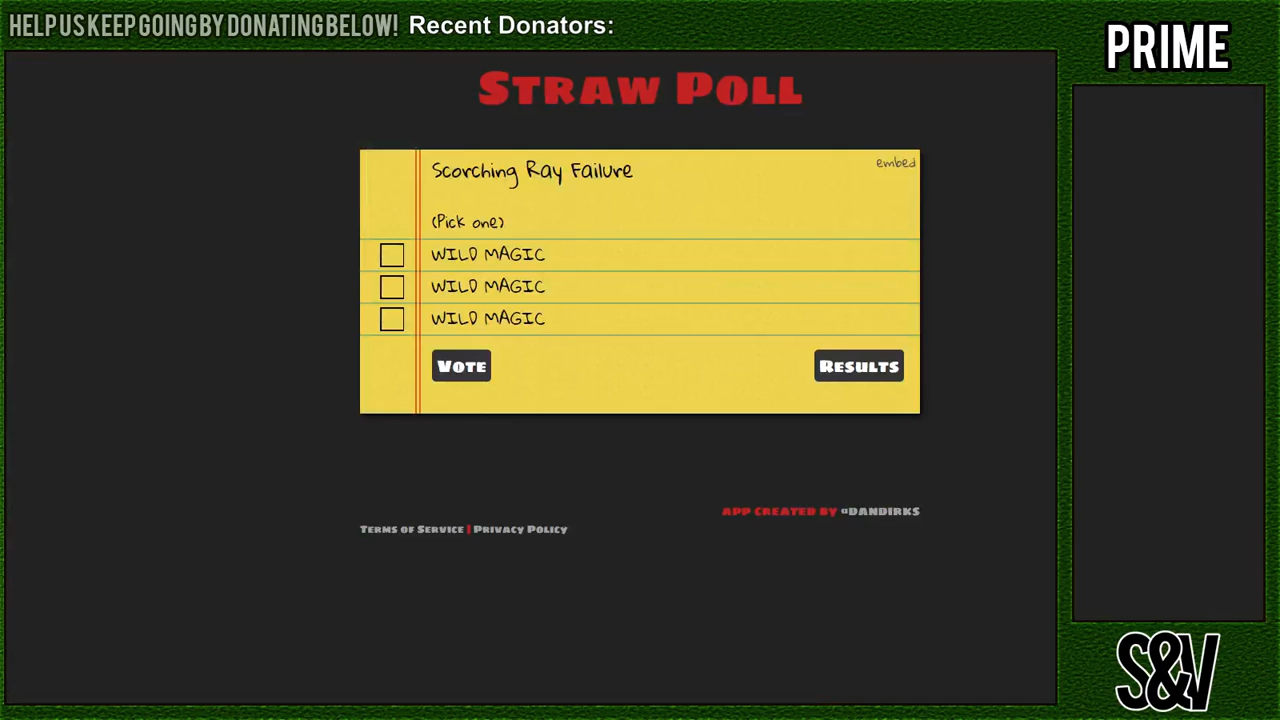 HELP US KEEP GOING BY DONATING BELOW! Recent Donators:
PRIME
STRAW POLL
embed
Scorching Ray Failure
(Pick one)
WILD MAGIC
WILD MAGIC
WILD MAGIC
VOTE
RESULTS
APP CREATED BY @DANDIRKS
TERMS OF SERVICE | PRIVACY POLICY
S&V